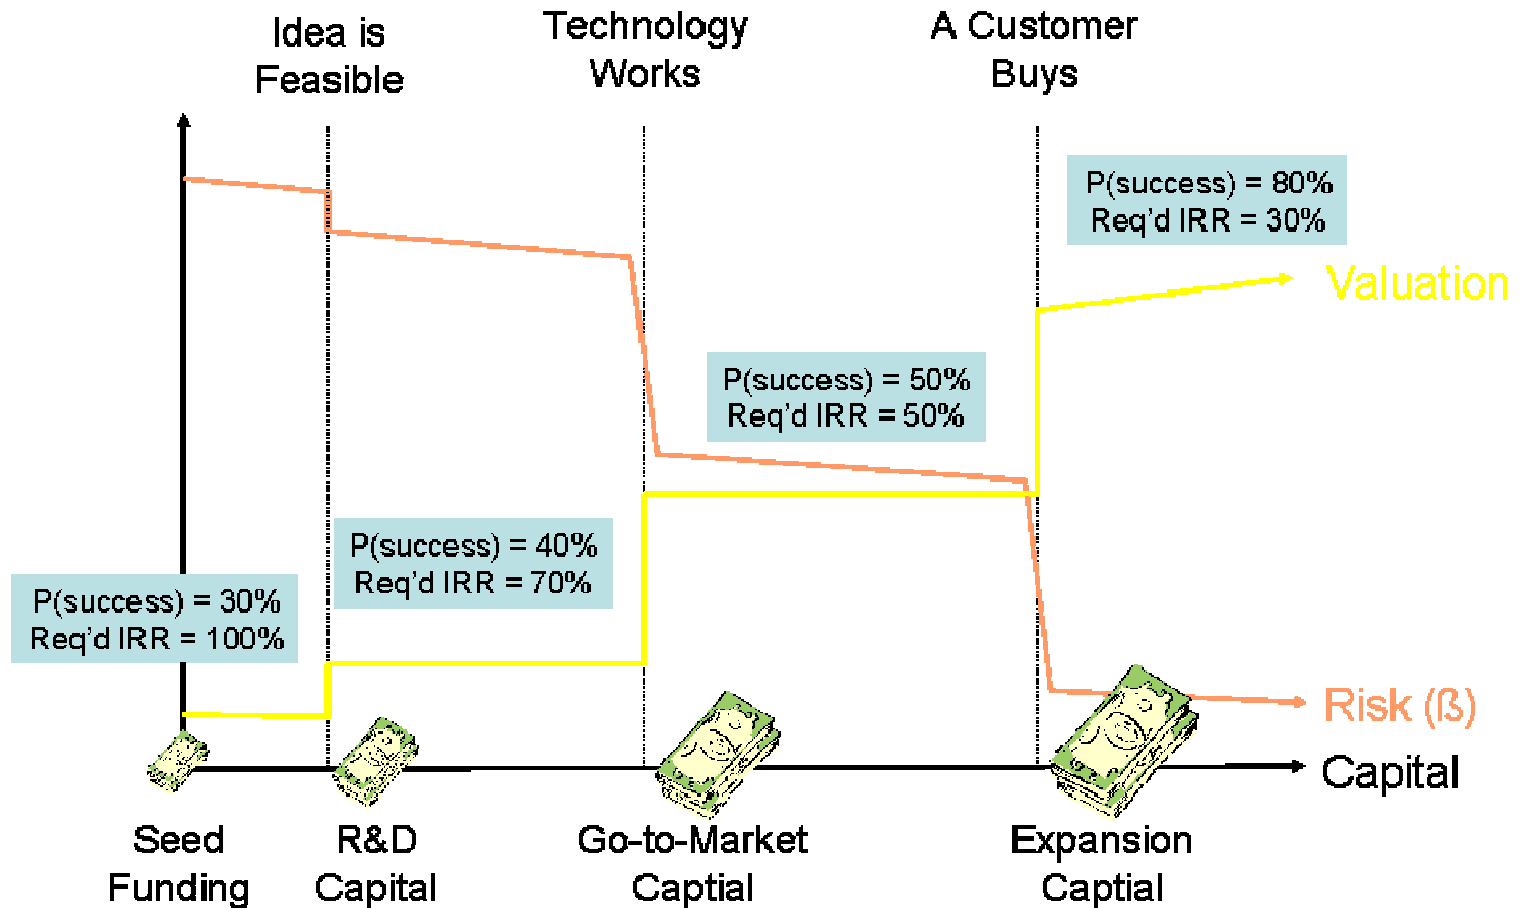 Idea is
Feasible
Technology
Works
A Customer
Buys
P(success) = 80%
Req'd IRR = 30%
Valuation
P(success) = 50%
Req'd IRR = 50%
P(success) = 40%
Req'd IRR = 70%
P(success) = 30%
Req'd IRR = 100%
Risk (ß)
Capital
Seed
Funding
R&D
Capital
Go-to-Market
Captial
Expansion
Captial